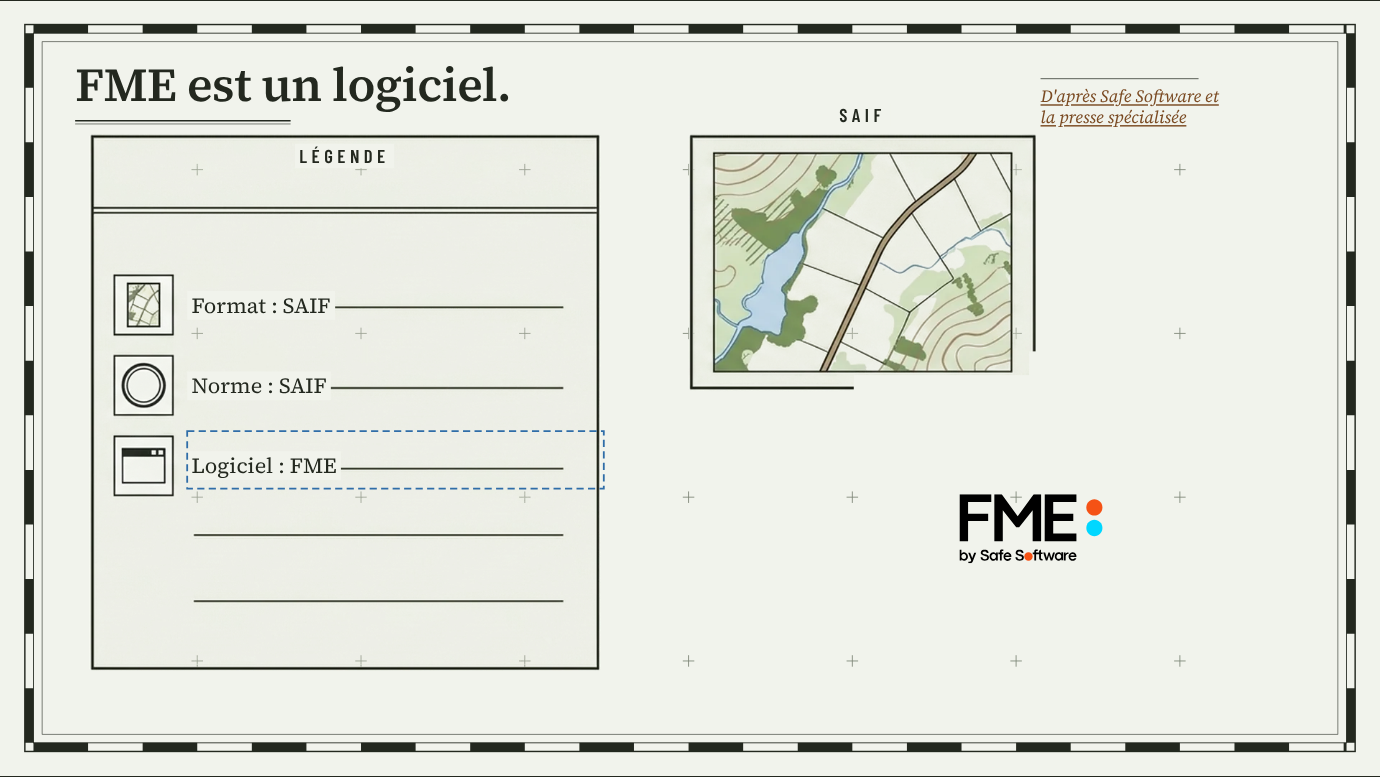 FME est un logiciel.
D'après Safe Software et
la presse spécialisée
LÉGENDE
Format : SAIF
Norme : SAIF
Logiciel : FME
SAIF
FME:
by Safe Software